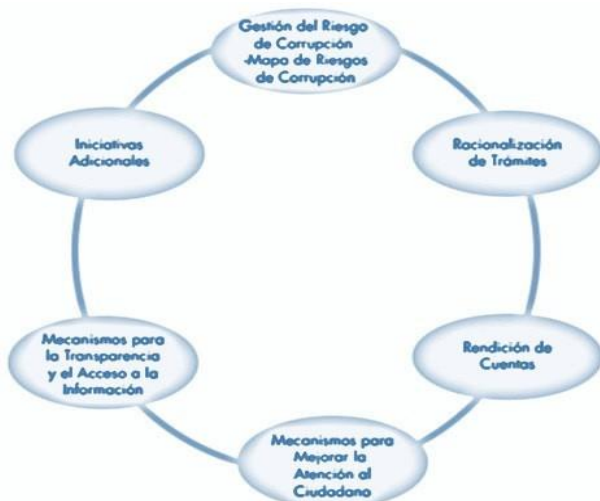 Gestión del Riesgo
de Corrupción
-Mapa de Riesgos
de Corrupción
Racionalización
de Trámites
Rendición de
Cuentas
Mecanismos para
Mejorar la
Atención al
Ciudadano
Mecanismos para
la Transparencia
y el Acceso a la
Información
Iniciativas
Adicionales